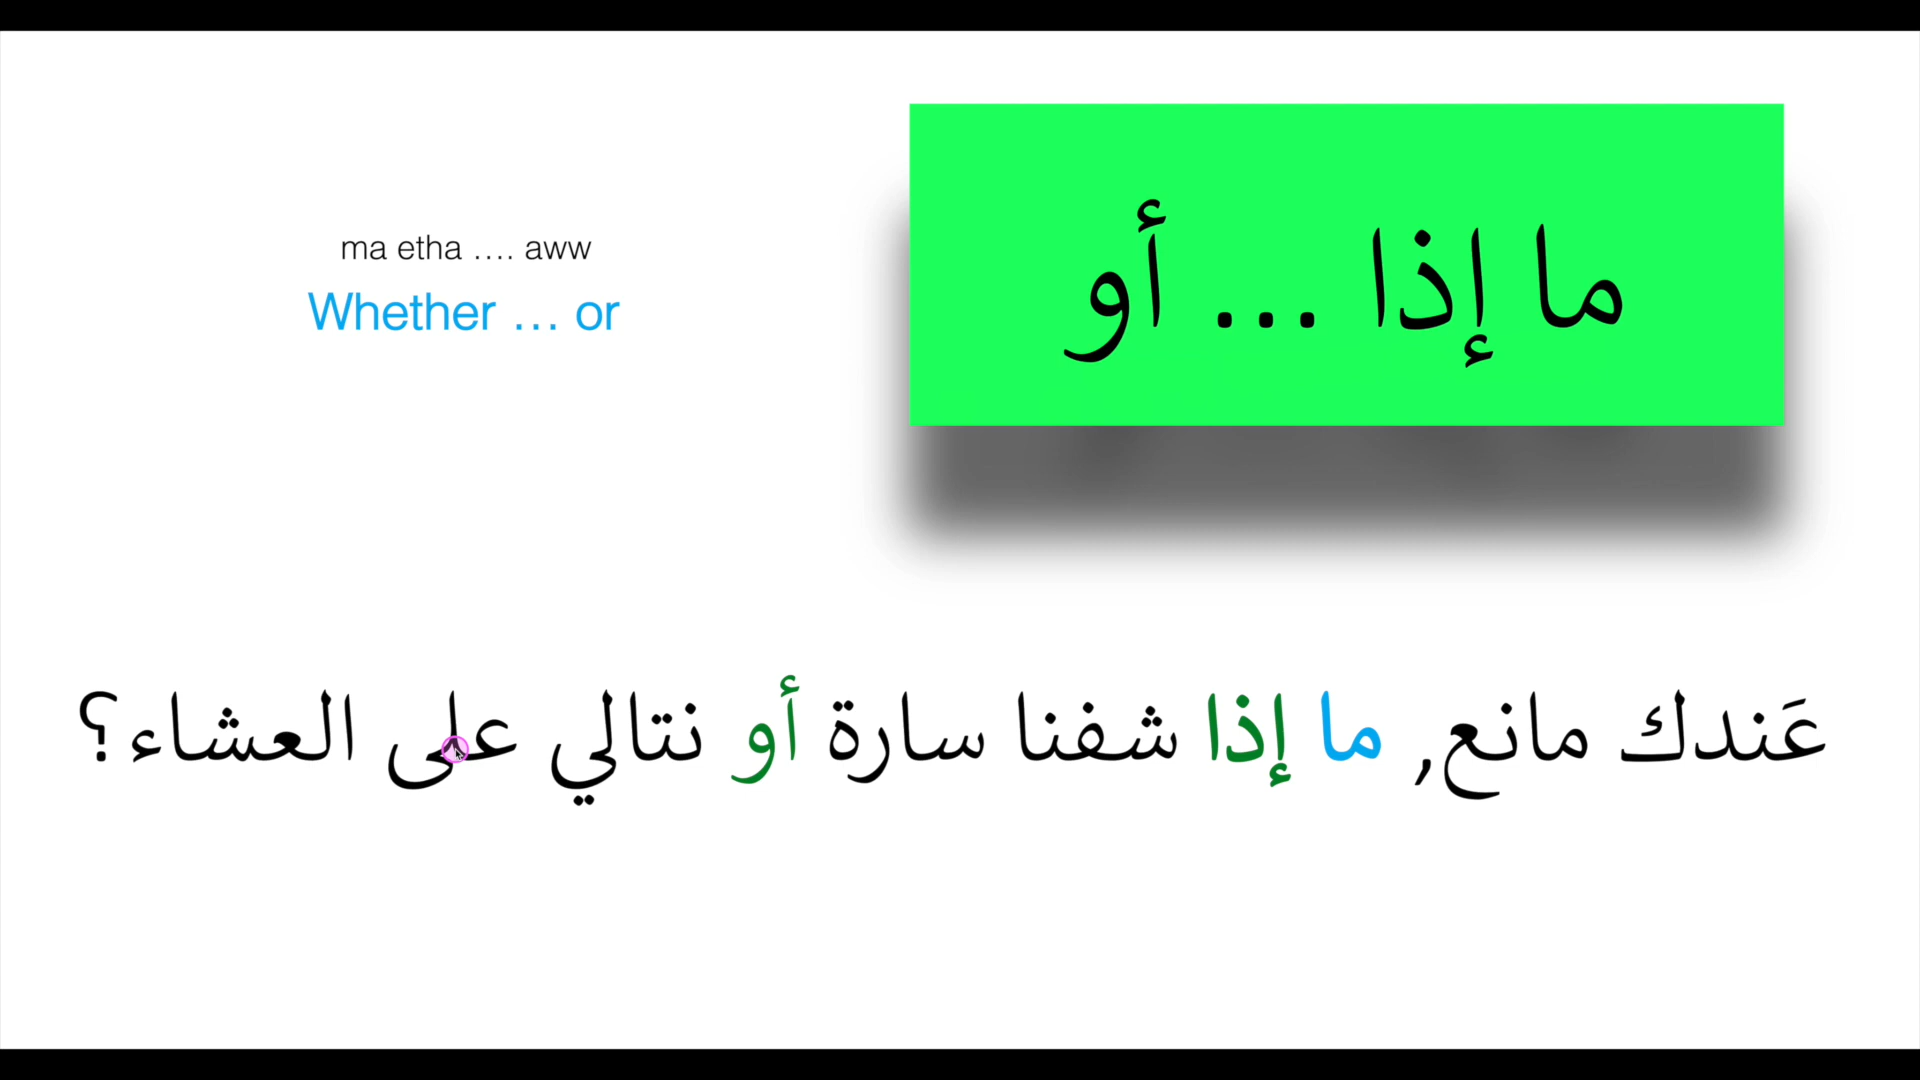 ma etha .... aww
Whether ... or
ما إذا ... أو
عَندك مانع, ما إذا شفنا سارة أو نتالي على العشاء؟